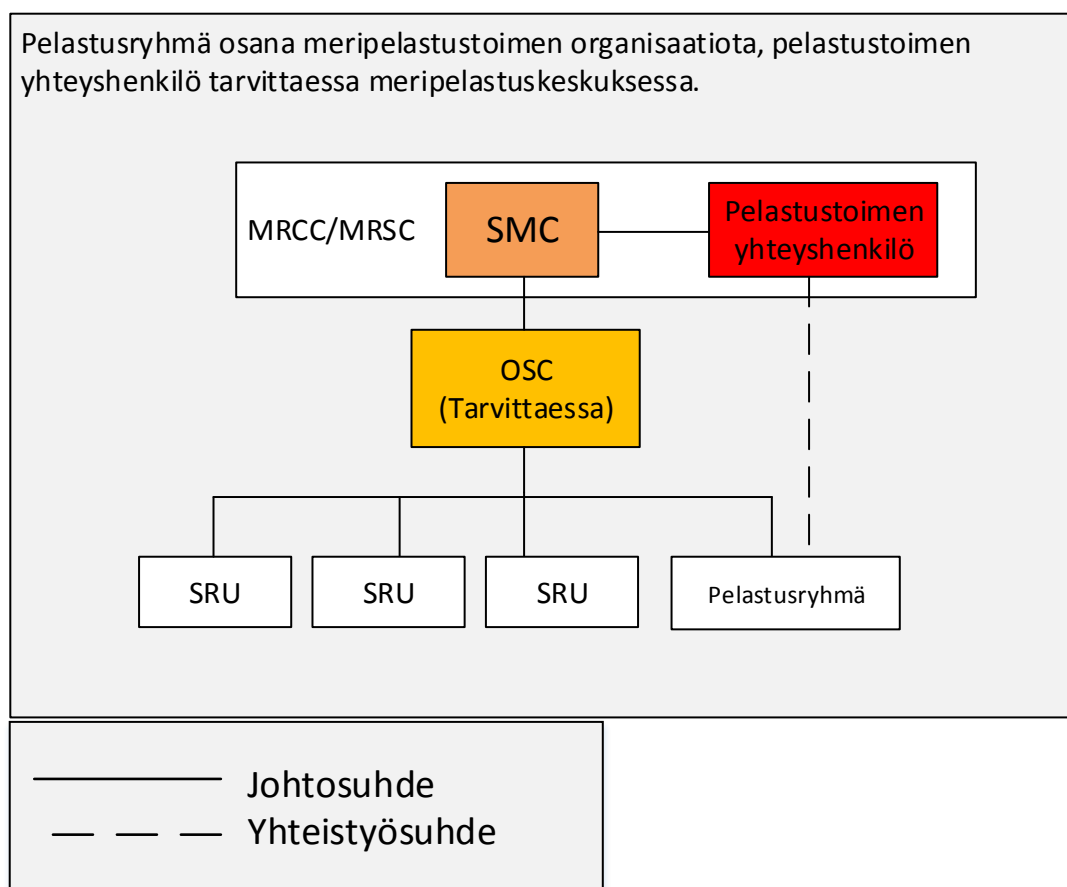 Pelastusryhmä osana meripelastustoimen organisaatiota, pelastustoimen
yhteyshenkilö tarvittaessa meripelastuskeskuksessa.
MRCC/MRSC
SMC
Pelastustoimen
yhteyshenkilö
OSC
(Tarvittaessa)
SRU
SRU
SRU
Pelastusryhmä
Johtosuhde
Yhteistyösuhde